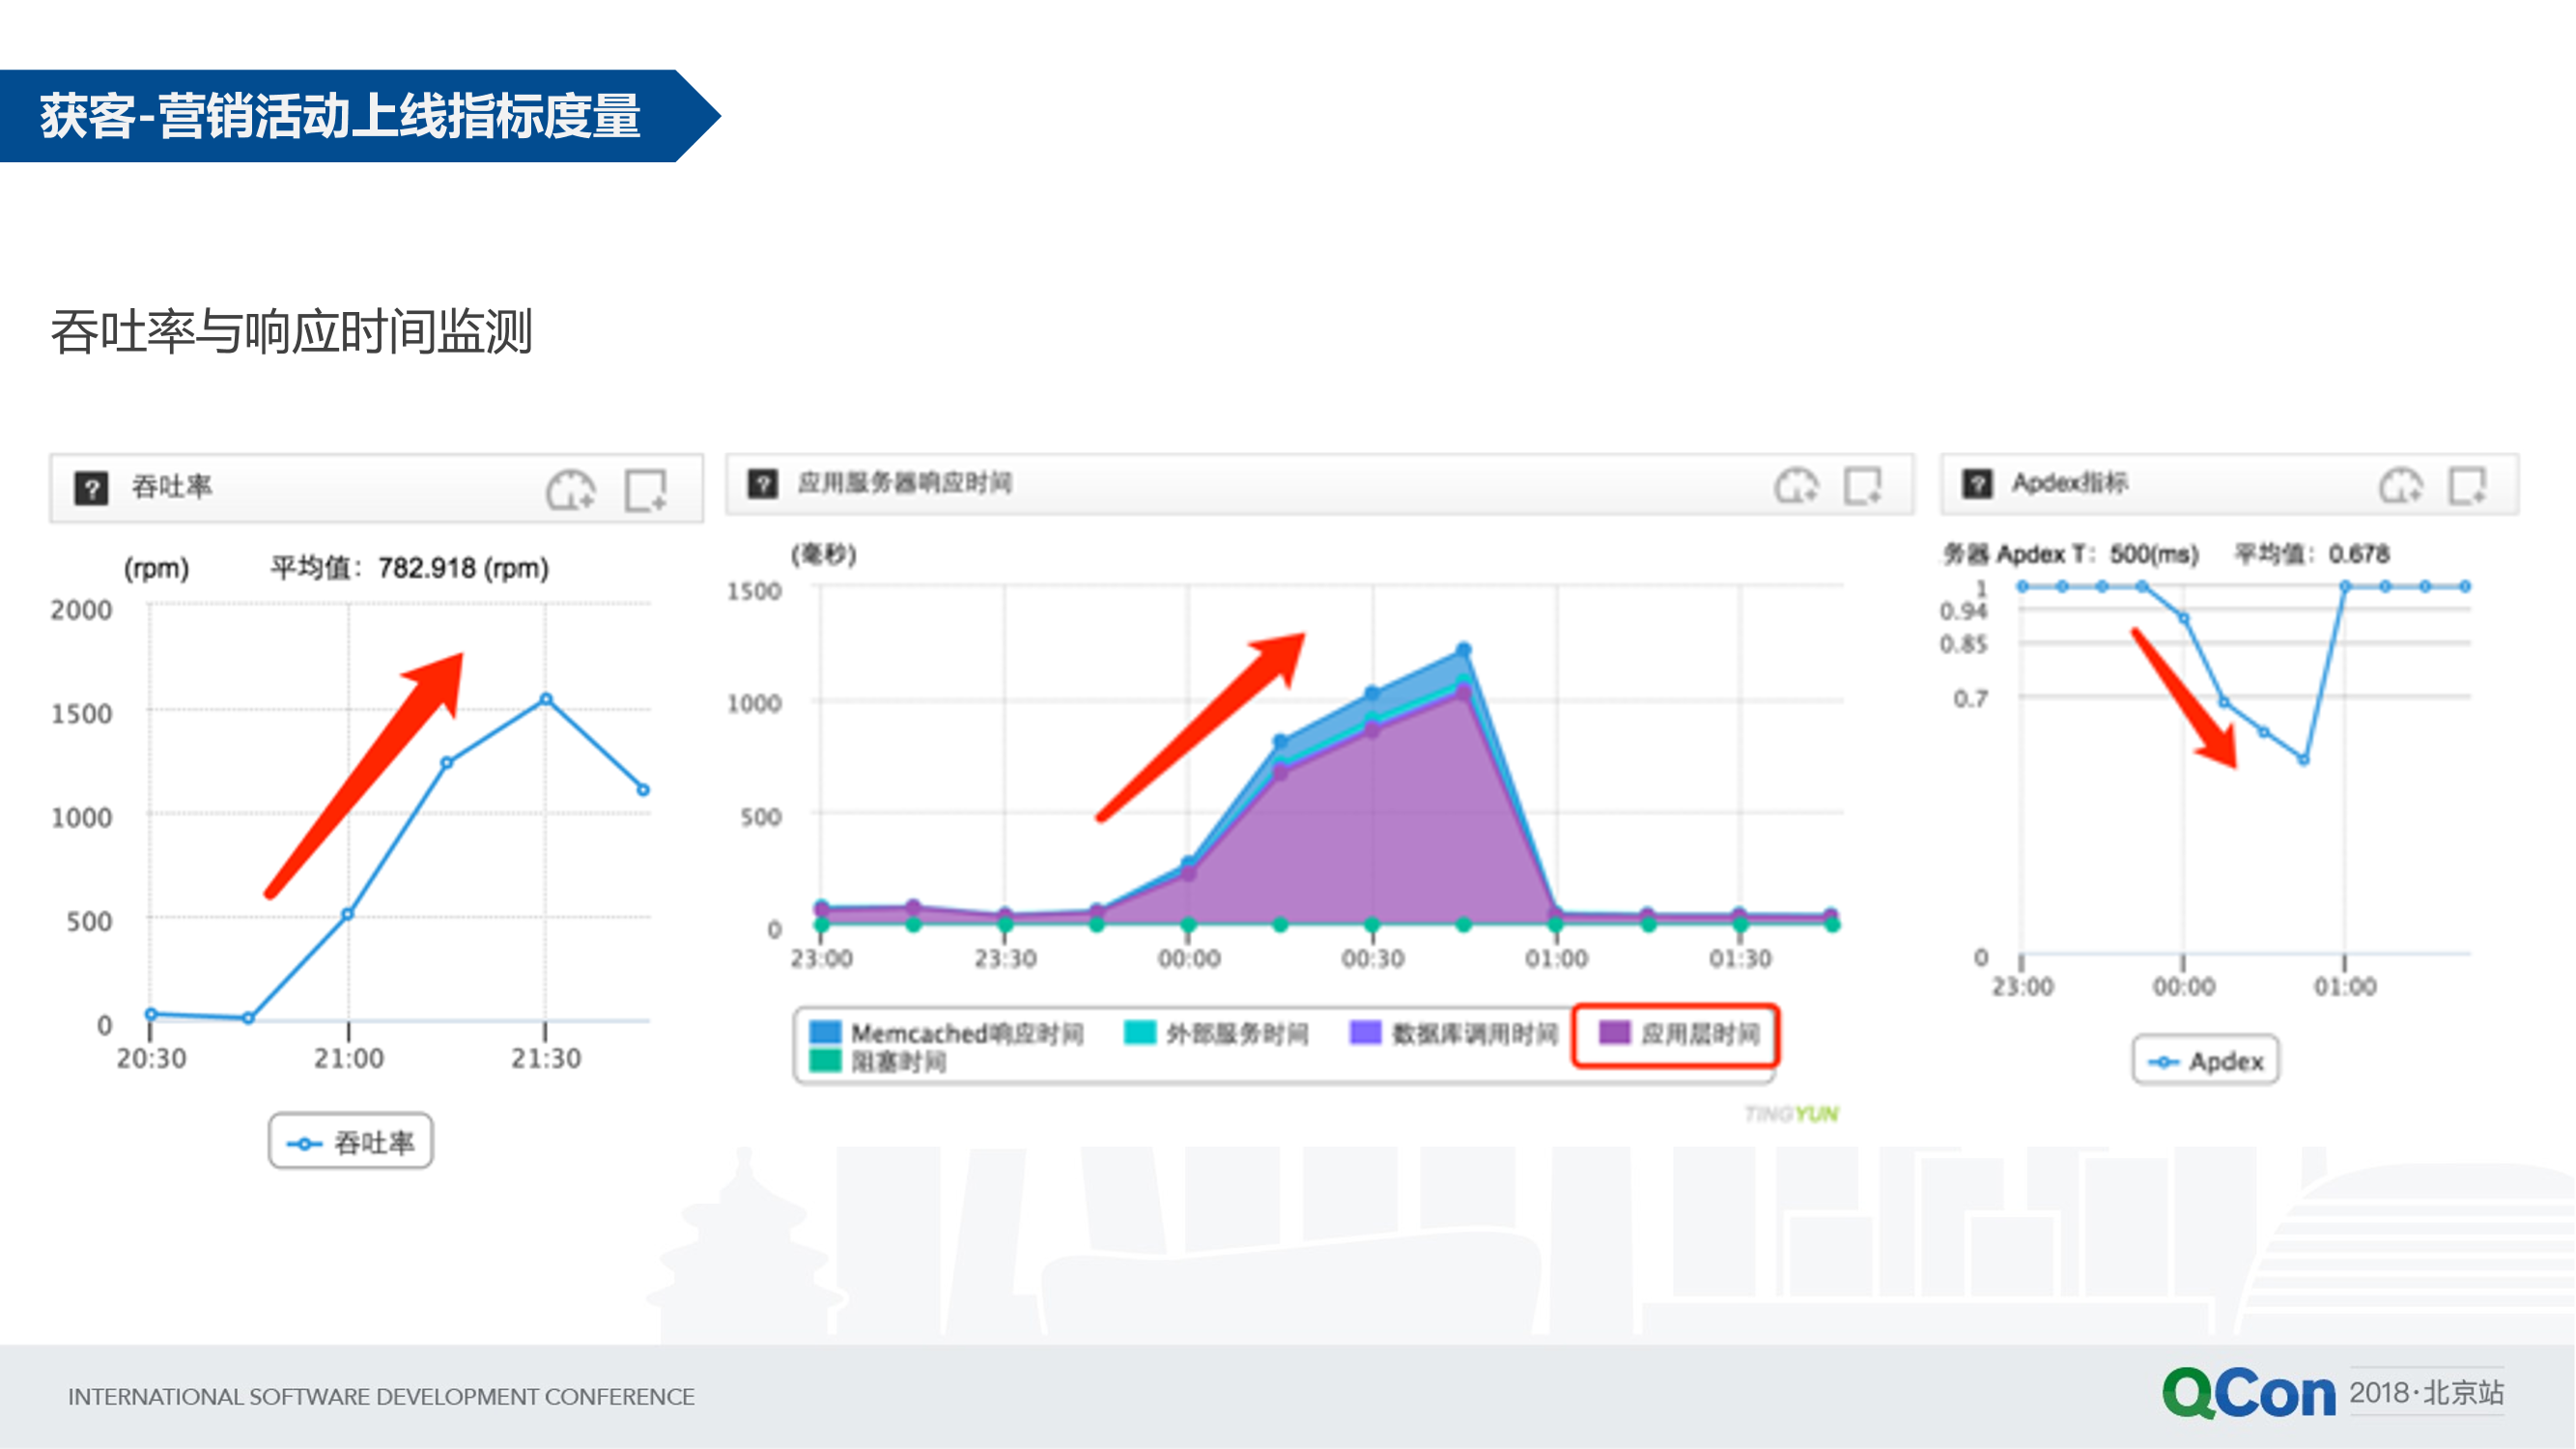 获客-营销活动上线指标度量
吞吐率与响应时间监测
? 吞吐率
(rpm) 平均值：782.918 (rpm)
2000
1500
1000
500
0
20:30 21:00 21:30
吞吐率
? 应用服务器响应时间
(毫秒)
1500
1000
500
0
23:00 23:30 00:00 00:30 01:00 01:30
Memcached响应时间 外部服务时间 数据库调用时间 应用层时间
阻塞时间
TINGYUN
? Apdex指标
务器 Apdex T：500(ms) 平均值：0.678
1
0.94
0.85
0.7
0
23:00 00:00 01:00
Apdex
INTERNATIONAL SOFTWARE DEVELOPMENT CONFERENCE
QCon 2018·北京站